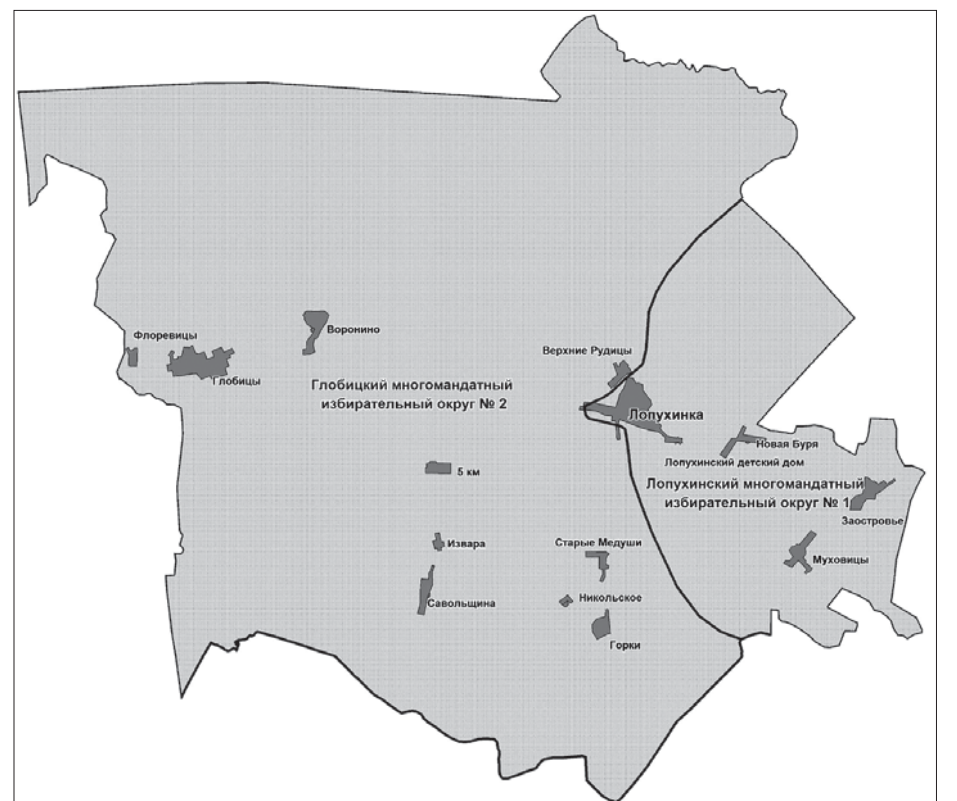 Воронино
Флоревицы
Глобицы
Верхние Рудицы
Глобицкий многомандатный
избирательный округ № 2
Лопухинка
Новая Буря
Лопухинский детский дом
5 км
Лопухинский многомандатный
избирательный округ № 1
Заостровье
Извара
Старые Медуши
Муховицы
Савольщина
Никольское
Горки